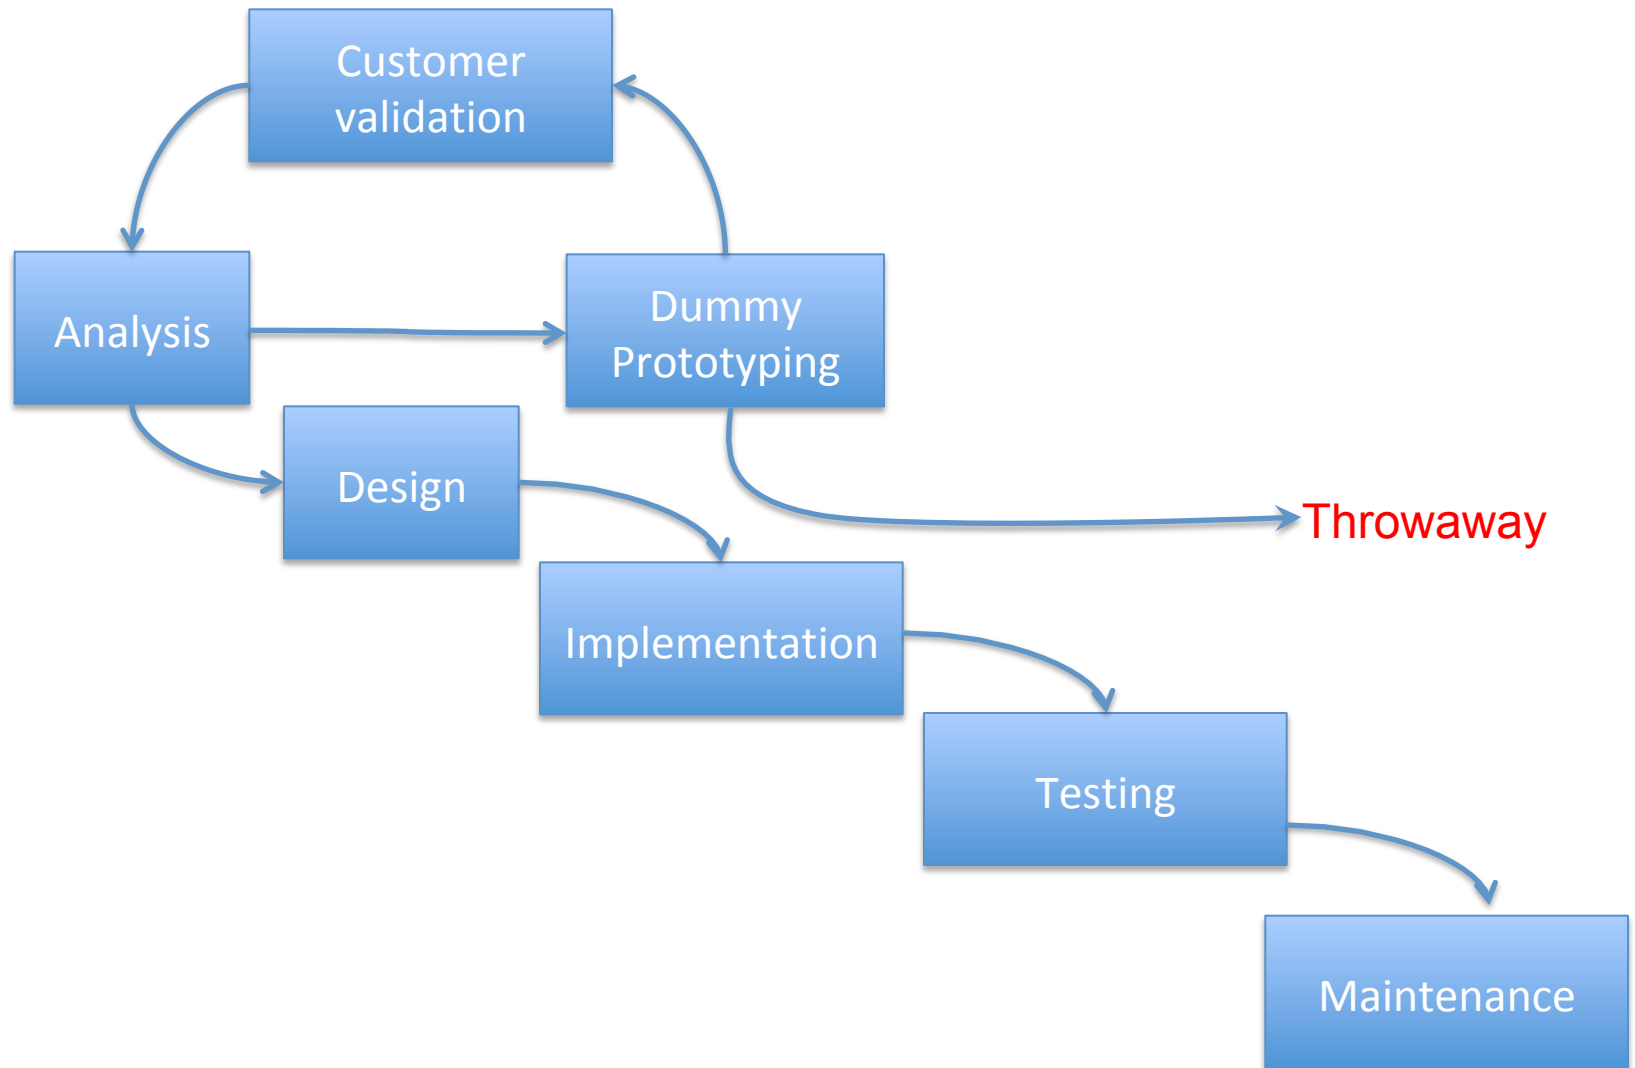 Customer
validation
Analysis
Dummy
Prototyping
Design
Throwaway
Implementation
Testing
Maintenance